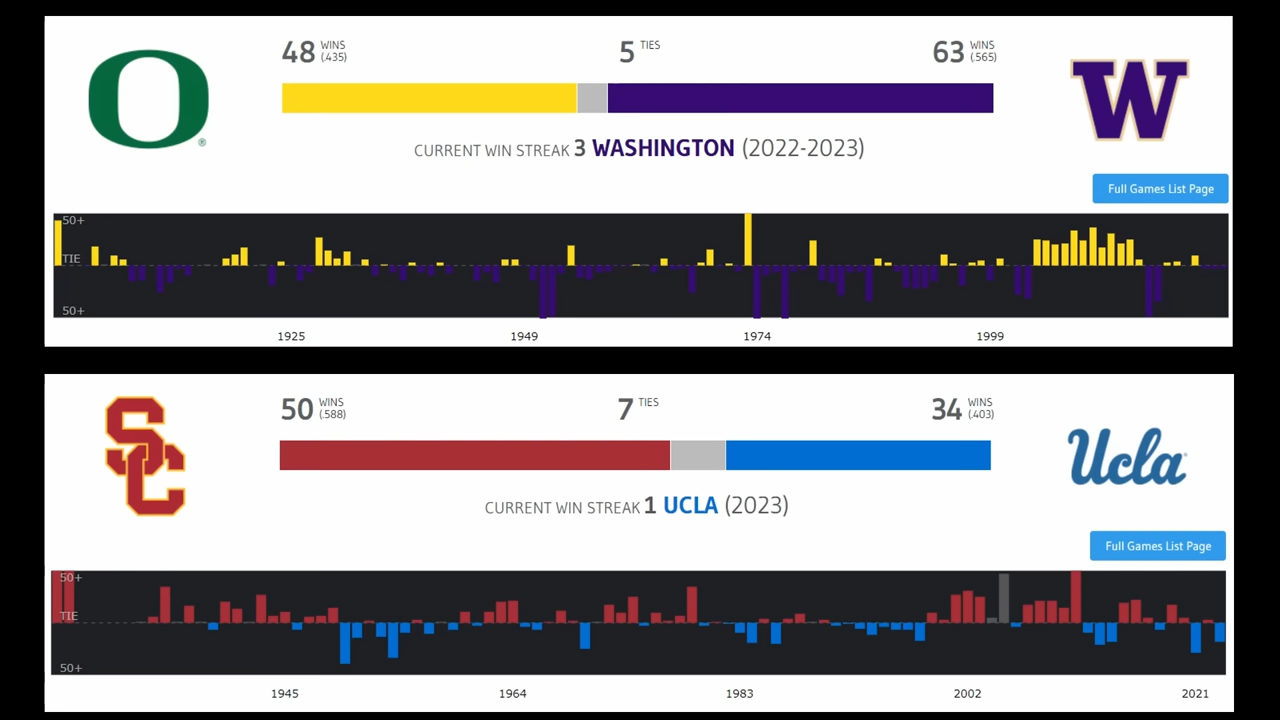 48 WINS (.435) 5 TIES 63 WINS (.565)
O ®
W
CURRENT WIN STREAK 3 WASHINGTON (2022-2023)
Full Games List Page
50+
TIE
50+
1925 1949 1974 1999
50 WINS (.588) 7 TIES 34 WINS (.403)
SC
Ucla
CURRENT WIN STREAK 1 UCLA (2023)
Full Games List Page
50+
TIE
50+
1945 1964 1983 2002 2021